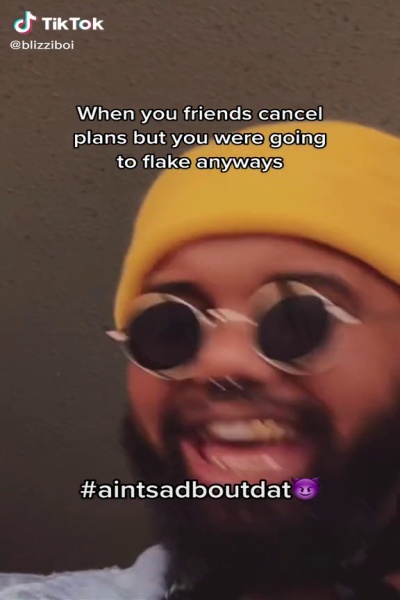 TikTok
@blizziboi
When you friends cancel
plans but you were going
to flake anyways
#aintsadboutdat😈